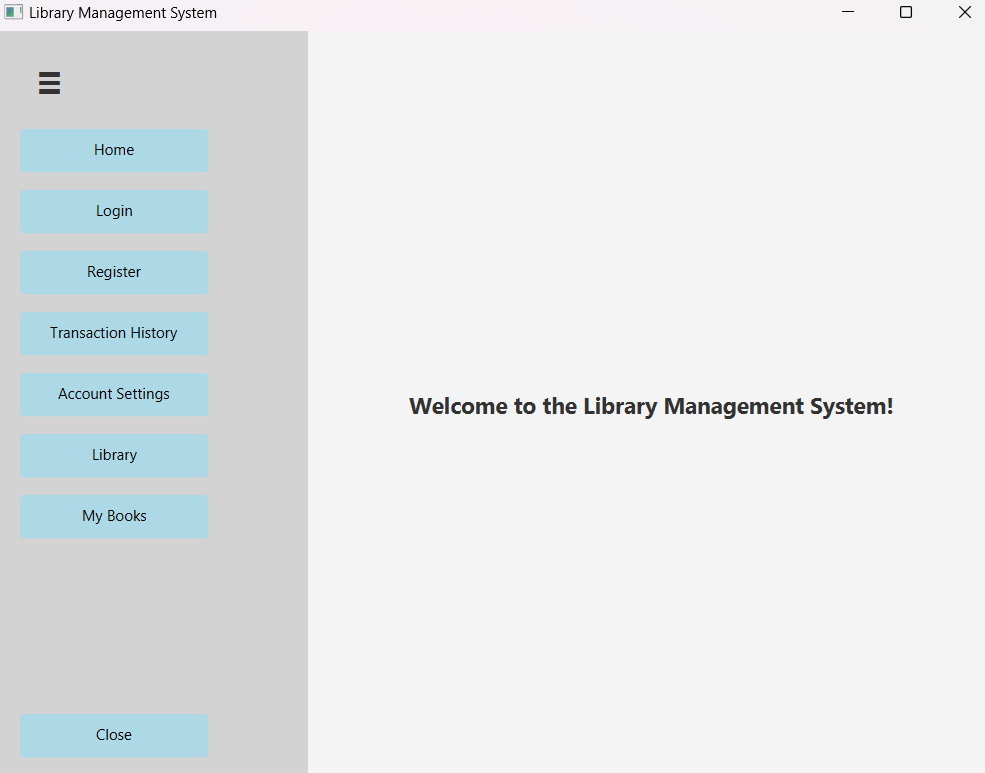 Library Management System
Home
Login
Register
Transaction History
Account Settings
Library
My Books
Close
Welcome to the Library Management System!